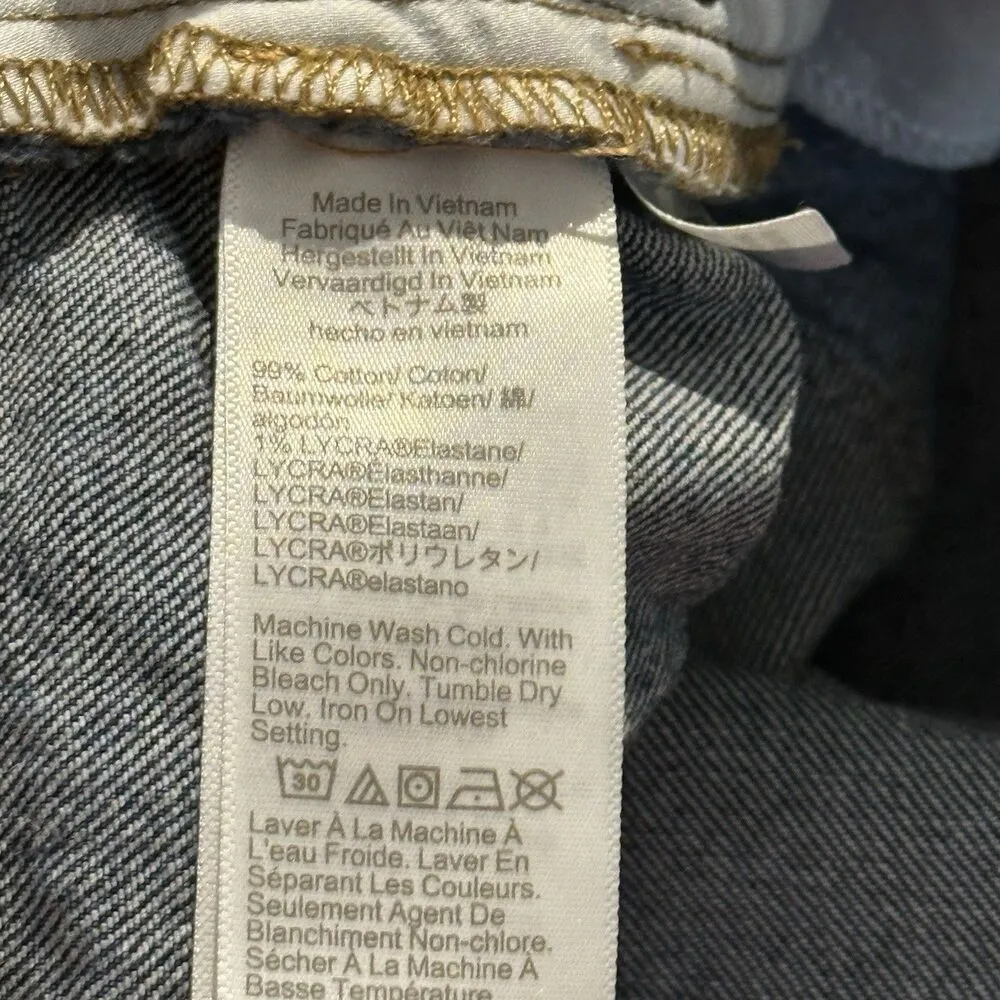 Made In Vietnam
Fabriqué Au Viêt Nam
Hergestellt In Vietnam
Vervaardigd In Vietnam
ベトナム製
hecho en vietnam
99% Cotton/ Coton/
Baumwolle/ Katoen/ 綿/
algodón
1% LYCRA®Elastane/
LYCRA®Élasthanne/
LYCRA®Elastan/
LYCRA®Elastaan/
LYCRA®ポリウレタン/
LYCRA®elastano
Machine Wash Cold. With
Like Colors. Non-chlorine
Bleach Only. Tumble Dry
Low. Iron On Lowest
Setting.
30
Laver À La Machine À
L'eau Froide. Laver En
Séparant Les Couleurs.
Seulement Agent De
Blanchiment Non-chlore.
Sécher À La Machine À
Basse Température